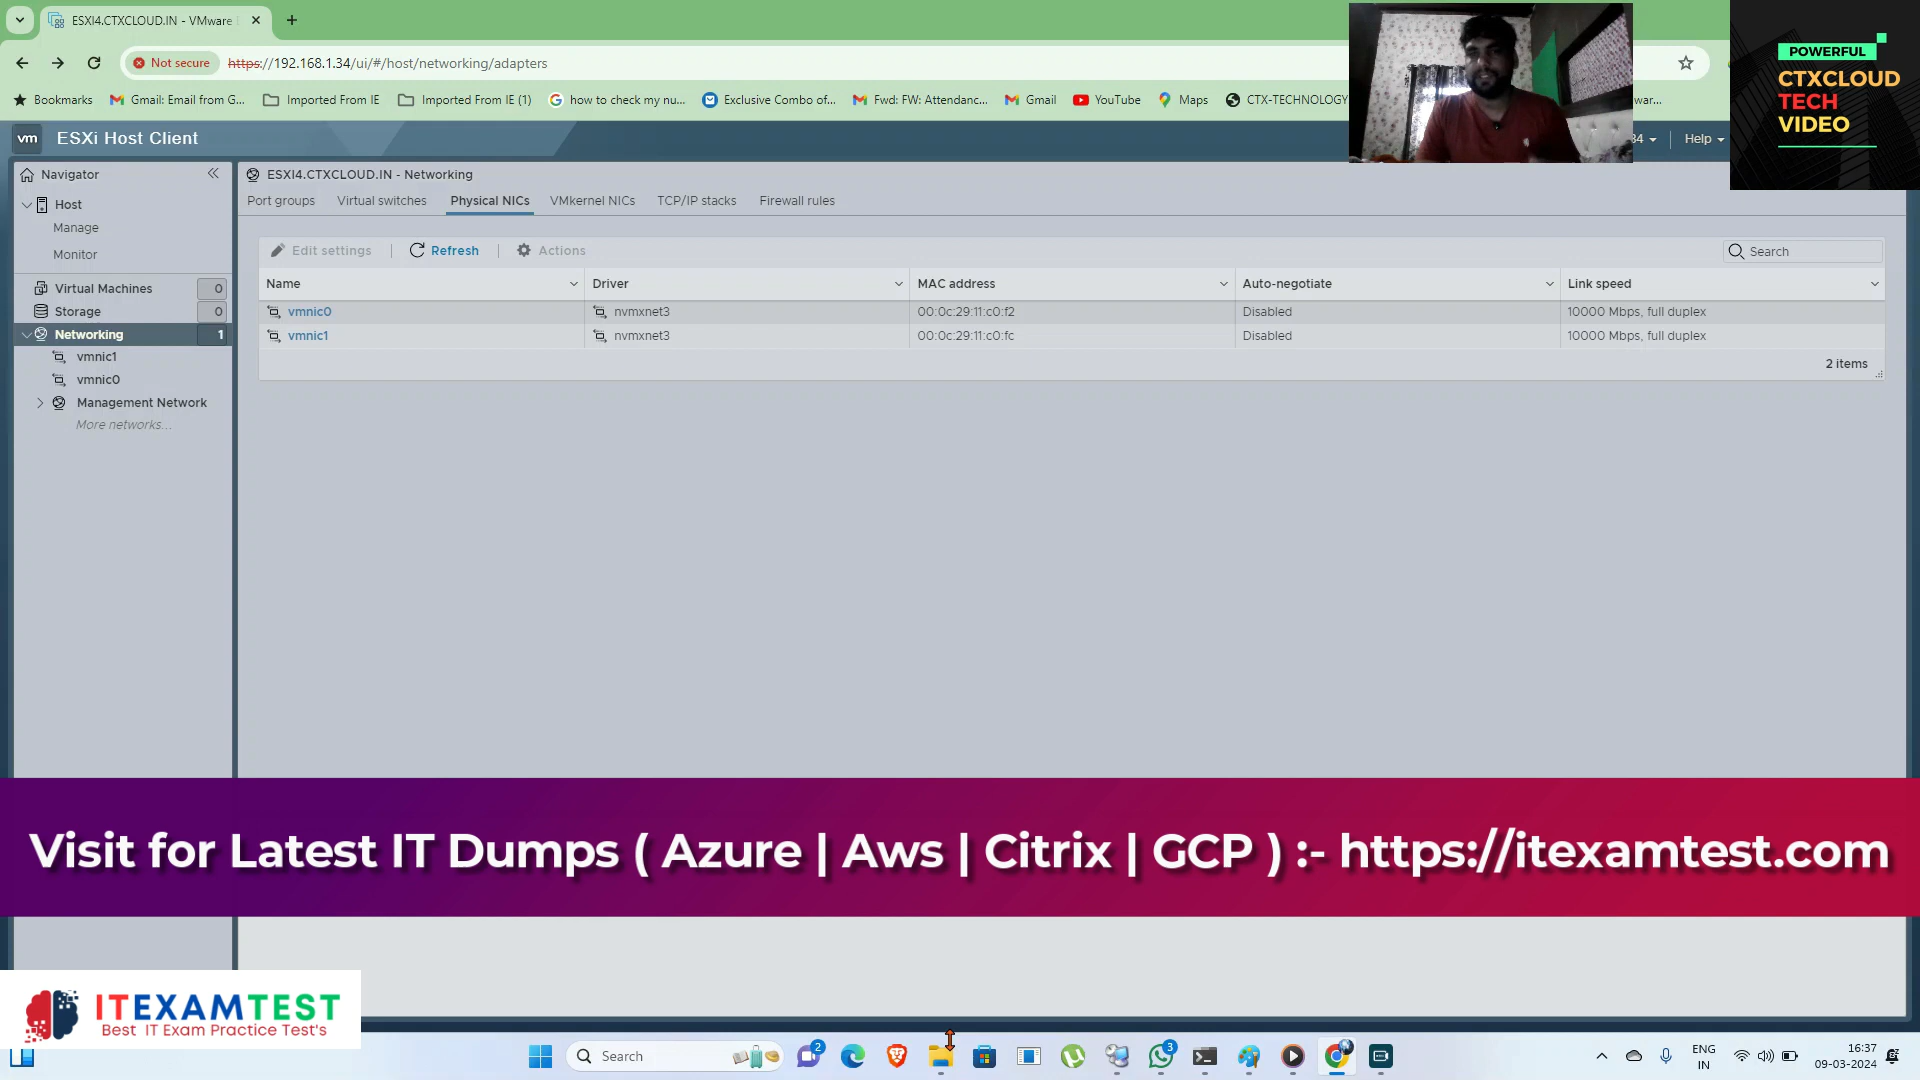 ESXI4.CTXCLOUD.IN - VMware
Not secure
https://192.168.1.34/ui/#/host/networking/adapters
Bookmarks
Gmail: Email from G...
Imported From IE
Imported From IE (1)
how to check my nu...
Exclusive Combo of...
Fwd: FW: Attendanc...
Gmail
YouTube
Maps
CTX-TECHNOLOGY
war...
POWERFUL
CTXCLOUD
TECH
VIDEO
vm
ESXi Host Client
34
Help
Navigator
Host
Manage
Monitor
Virtual Machines
0
Storage
0
Networking
1
vmnic1
vmnic0
Management Network
More networks...
ESXI4.CTXCLOUD.IN - Networking
Port groups
Virtual switches
Physical NICs
VMkernel NICs
TCP/IP stacks
Firewall rules
Edit settings
Refresh
Actions
Search
Name
Driver
MAC address
Auto-negotiate
Link speed
vmnic0
nvmxnet3
00:0c:29:11:c0:f2
Disabled
10000 Mbps, full duplex
vmnic1
nvmxnet3
00:0c:29:11:c0:fc
Disabled
10000 Mbps, full duplex
2 items
Visit for Latest IT Dumps ( Azure | Aws | Citrix | GCP ) :- https://itexamtest.com
ITEXAMTEST
Best IT Exam Practice Test's
Search
2
3
ENG
IN
16:37
09-03-2024